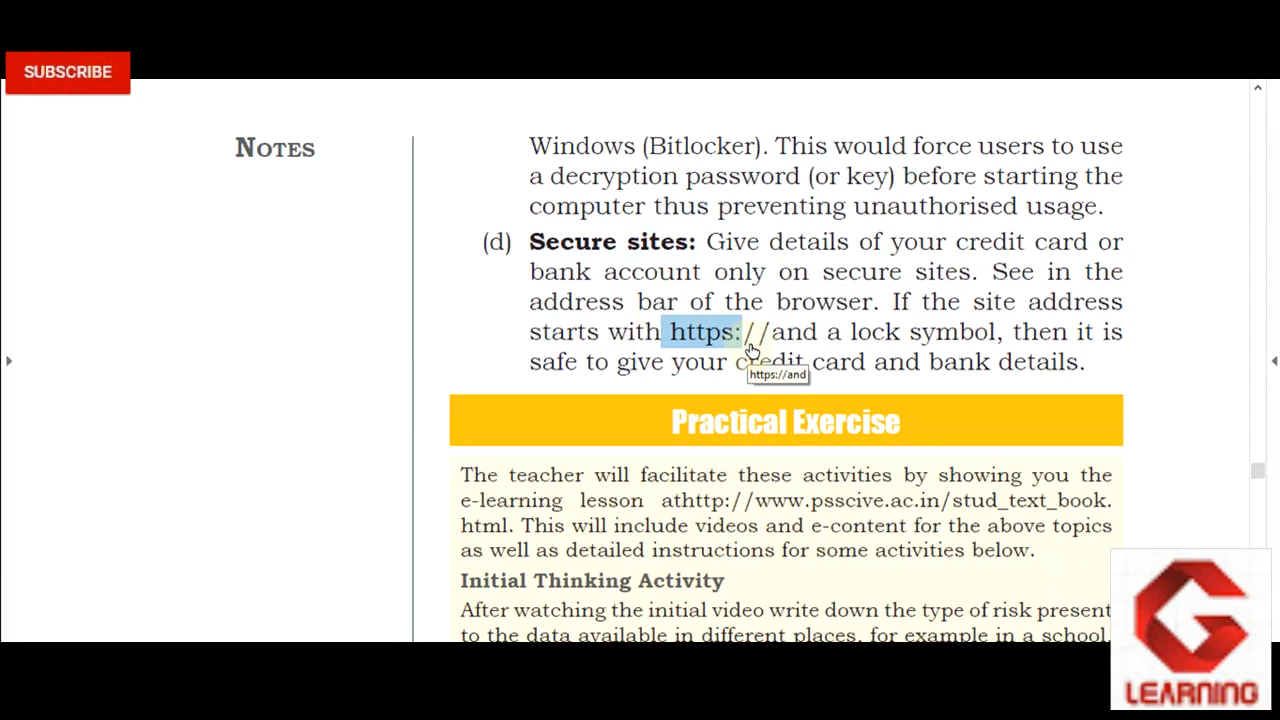 SUBSCRIBE
NOTES
Windows (Bitlocker). This would force users to use
a decryption password (or key) before starting the
computer thus preventing unauthorised usage.
(d) Secure sites: Give details of your credit card or
bank account only on secure sites. See in the
address bar of the browser. If the site address
starts with https://and a lock symbol, then it is
safe to give your credit card and bank details.
https://and
Practical Exercise
The teacher will facilitate these activities by showing you the
e-learning lesson athttp://www.psscive.ac.in/stud_text_book.
html. This will include videos and e-content for the above topics
as well as detailed instructions for some activities below.
Initial Thinking Activity
After watching the initial video write down the type of risk present
to the data available in different places, for example in a school,
LEARNING